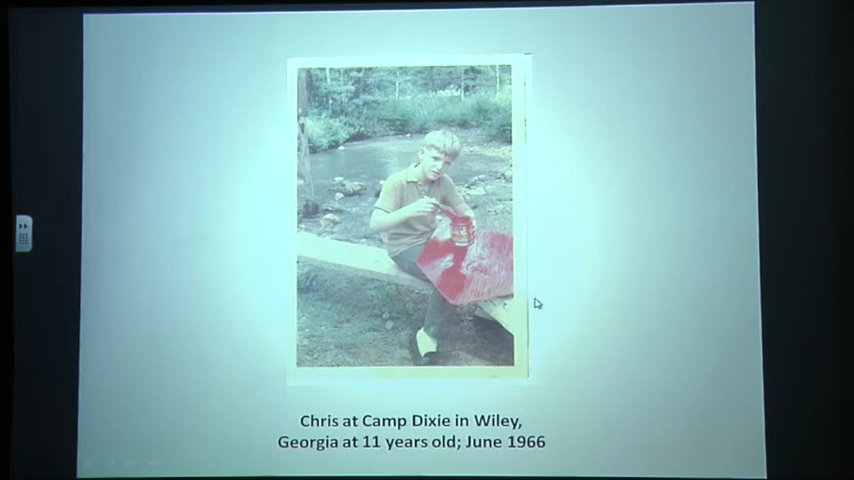 Chris at Camp Dixie in Wiley,
Georgia at 11 years old; June 1966